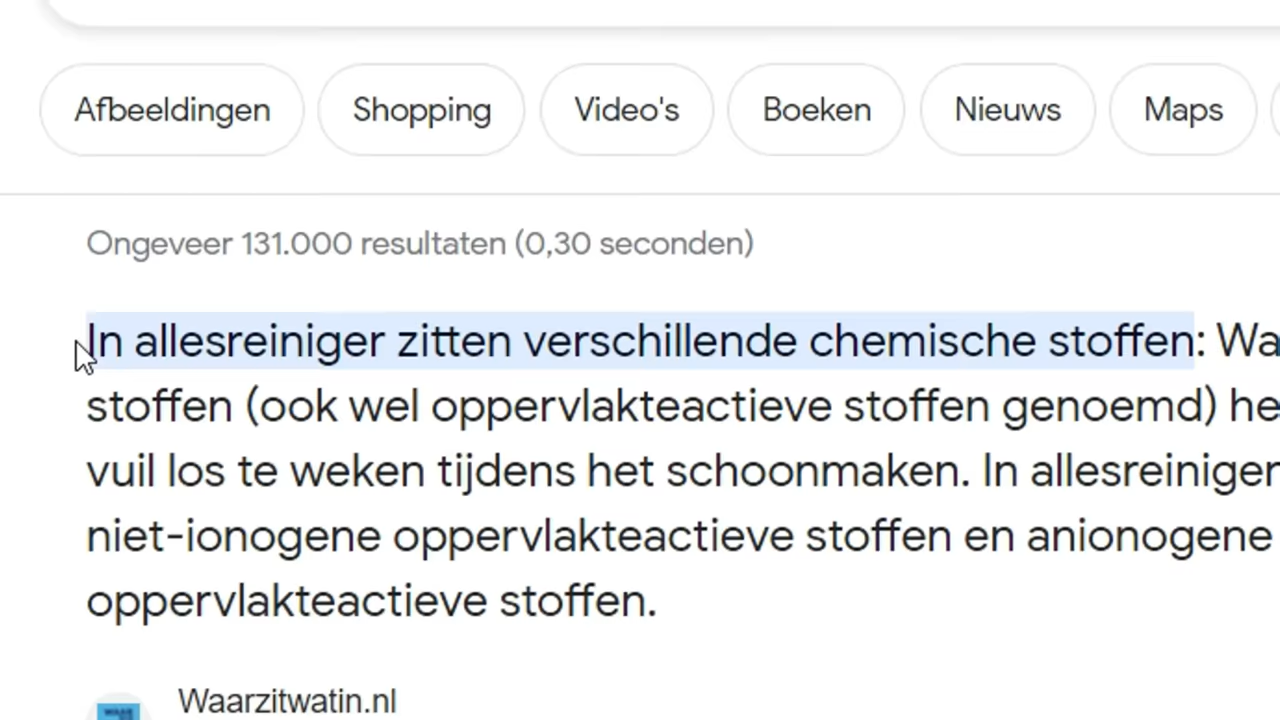 Afbeeldingen Shopping Video's Boeken Nieuws Maps
Ongeveer 131.000 resultaten (0,30 seconden)
In allesreiniger zitten verschillende chemische stoffen: Wa
stoffen (ook wel oppervlakteactieve stoffen genoemd) he
vuil los te weken tijdens het schoonmaken. In allesreiniger
niet-ionogene oppervlakteactieve stoffen en anionogene
oppervlakteactieve stoffen.
Waarzitwatin.nl